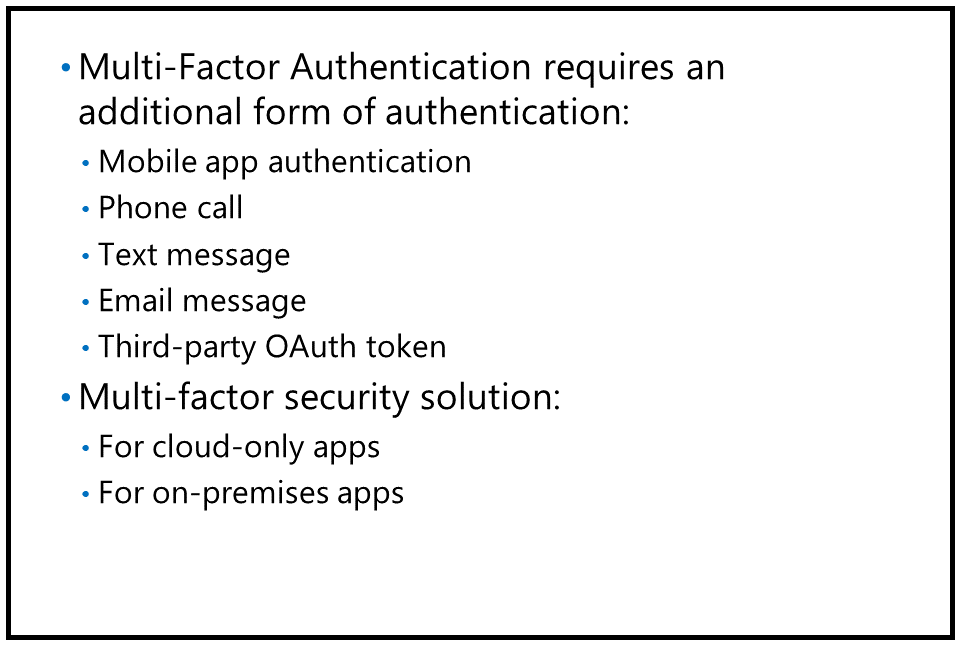 • Multi-Factor Authentication requires an
additional form of authentication:
• Mobile app authentication
• Phone call
• Text message
• Email message
• Third-party OAuth token
• Multi-factor security solution:
• For cloud-only apps
• For on-premises apps